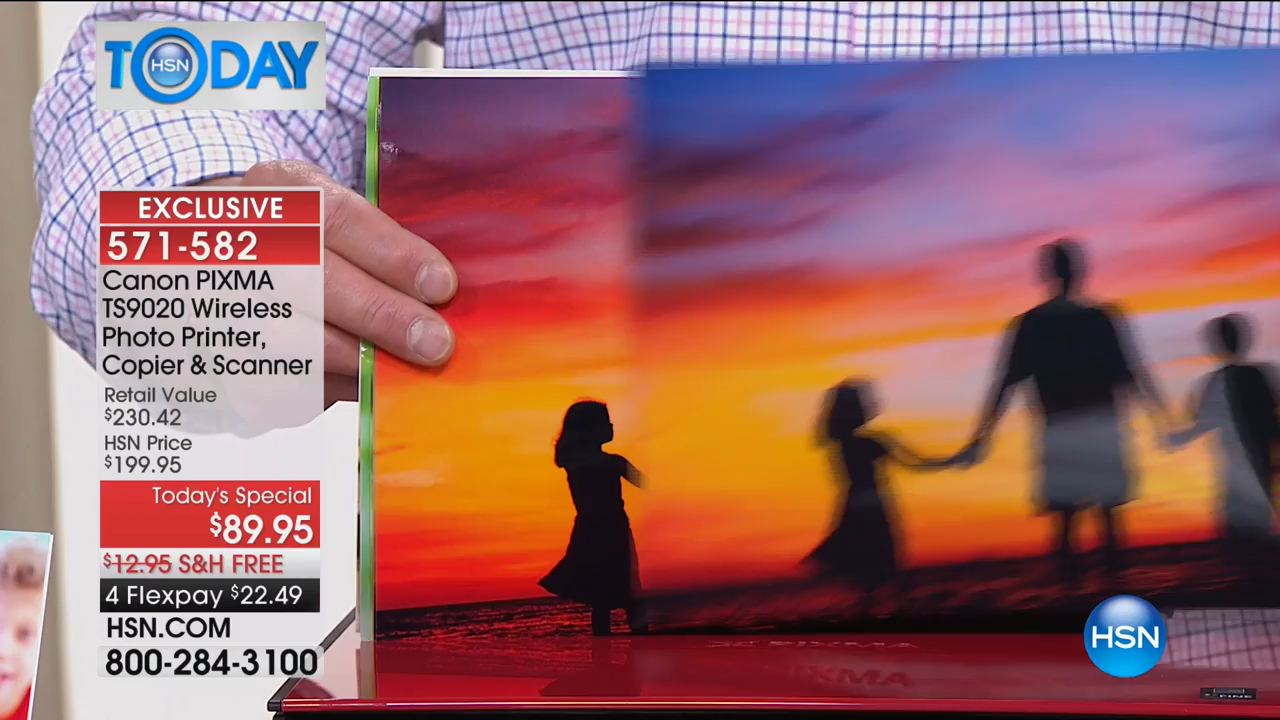 TODAY
HSN
EXCLUSIVE
571-582
Canon PIXMA
TS9020 Wireless
Photo Printer,
Copier & Scanner
Retail Value
$230.42
HSN Price
$199.95
Today's Special
$89.95
$12.95 S&H FREE
4 Flexpay $22.49
HSN.COM
800-284-3100
HSN
PIXMA